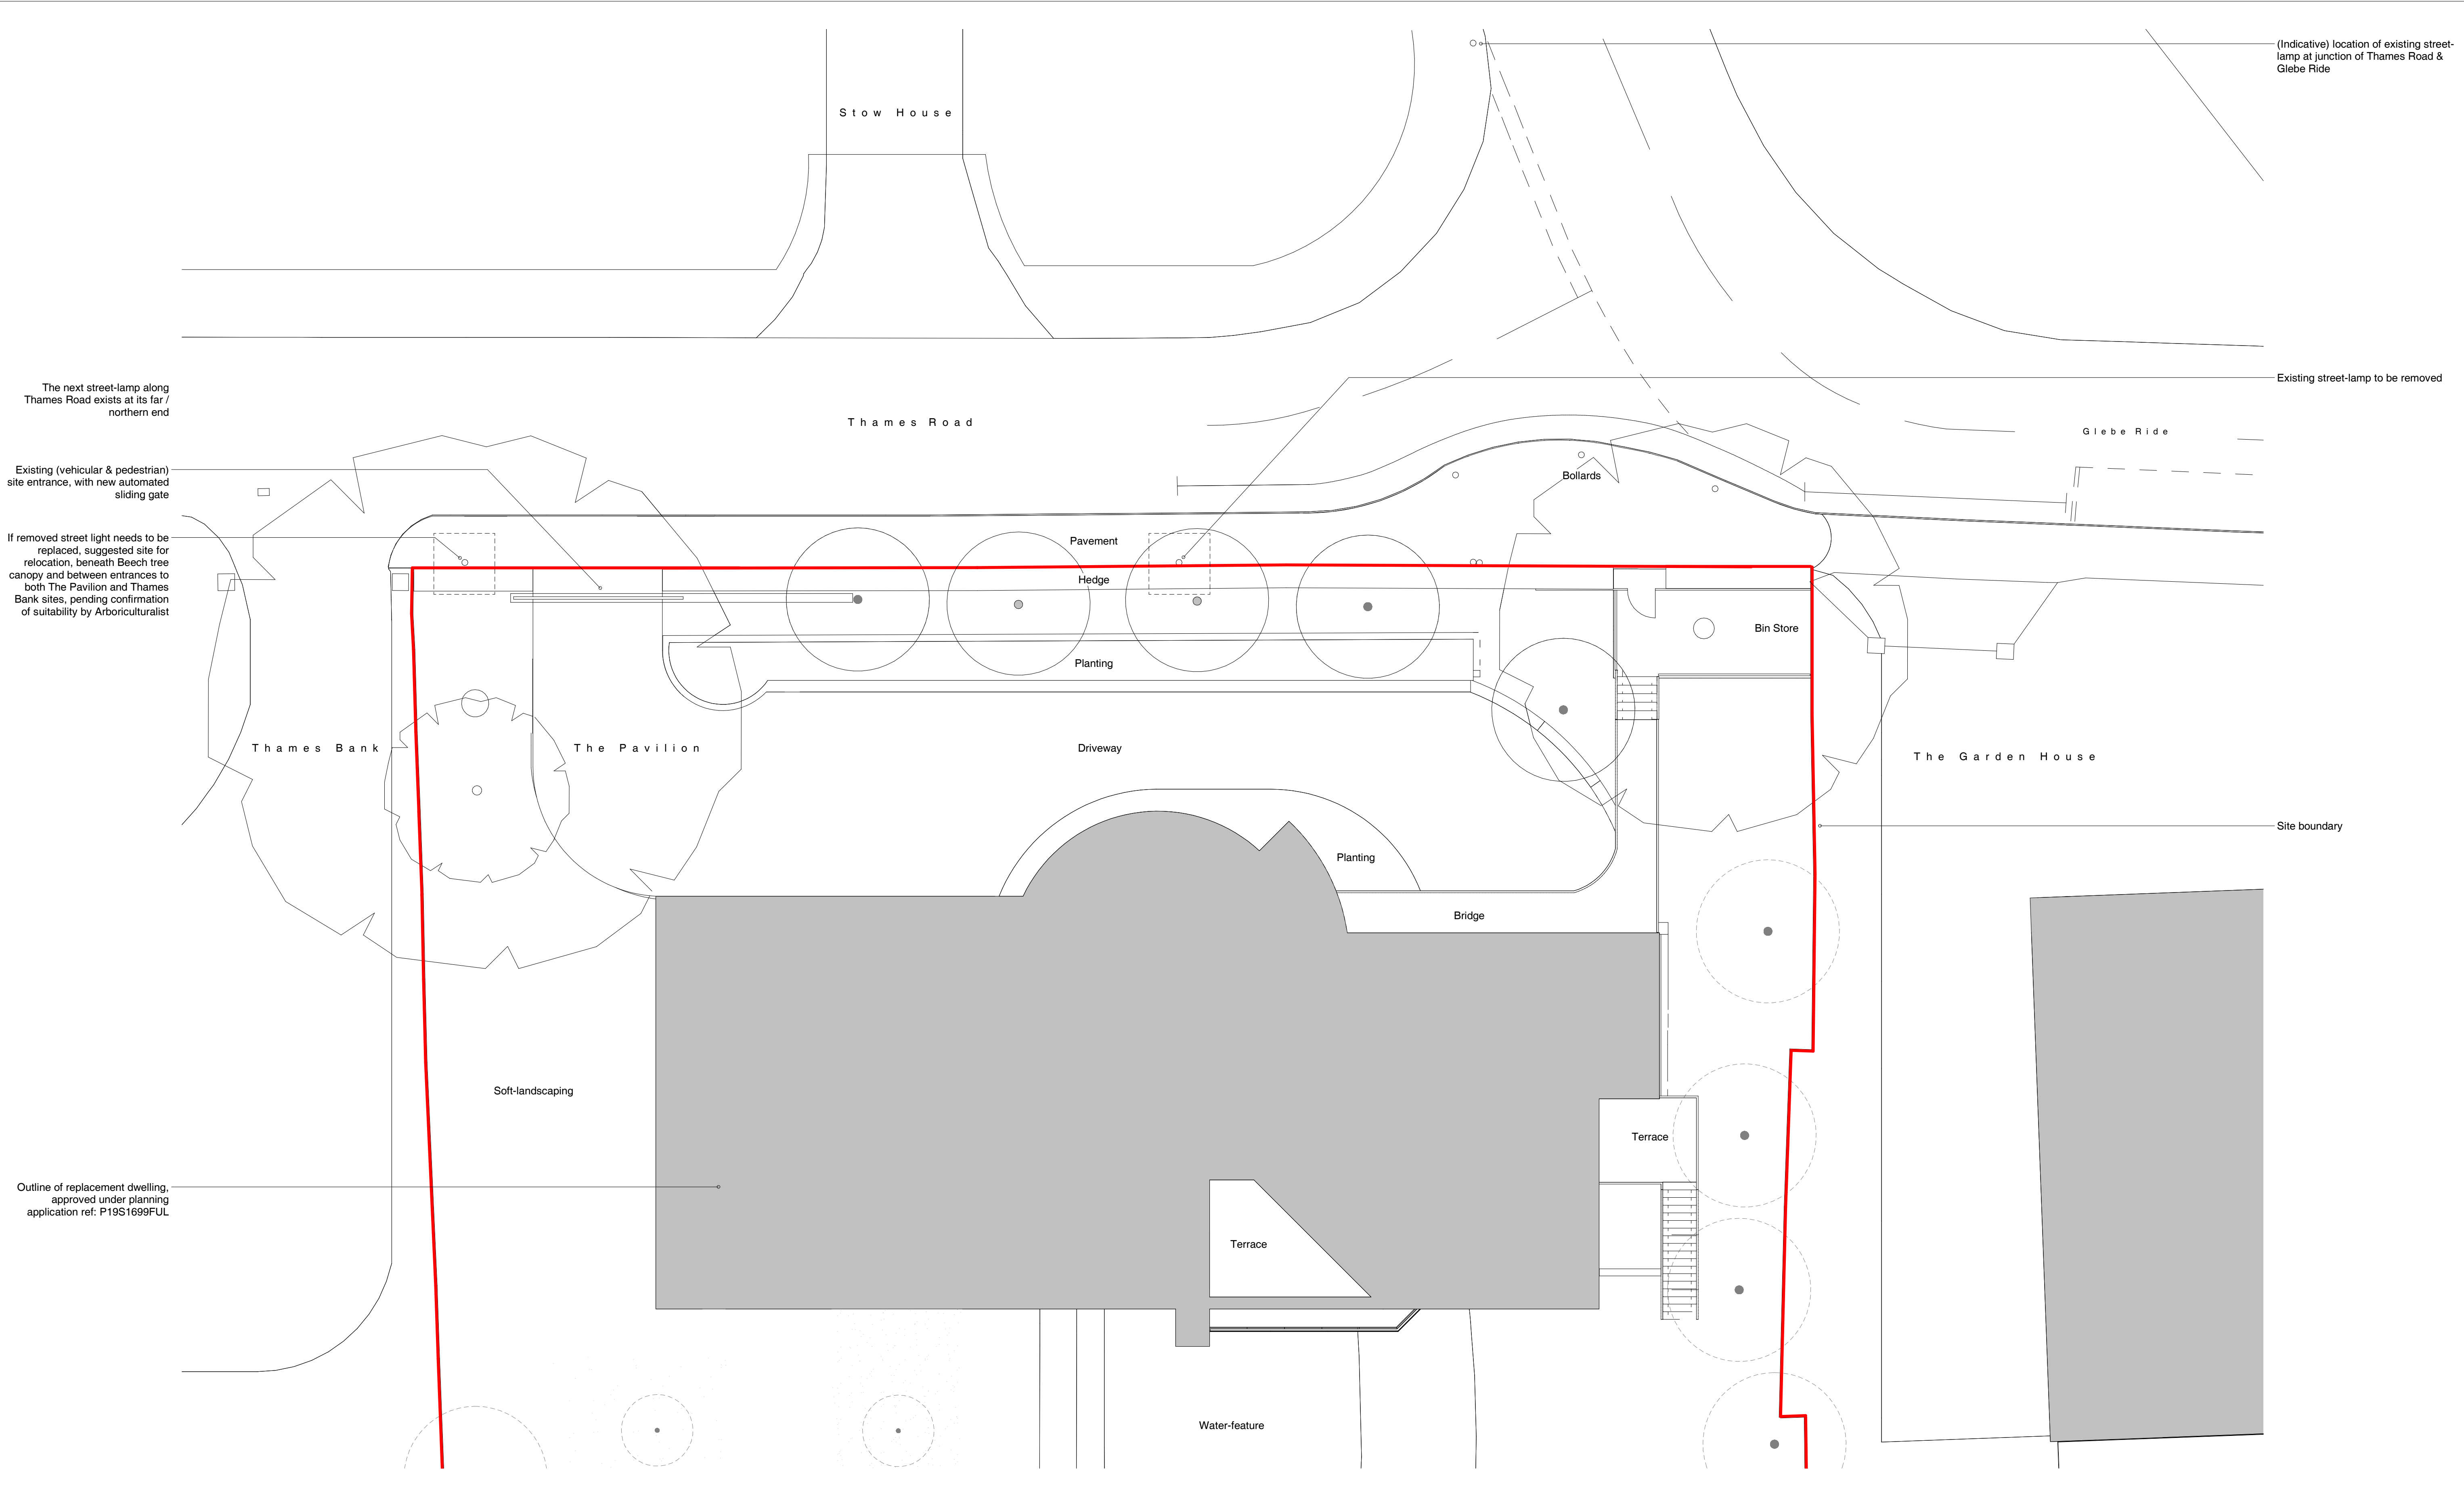 (Indicative) location of existing street-
lamp at junction of Thames Road &
Glebe Ride
Stow House
The next street-lamp along
Thames Road exists at its far /
northern end
Existing street-lamp to be removed
Thames Road
Glebe Ride
Existing (vehicular & pedestrian)
site entrance, with new automated
sliding gate
Bollards
If removed street light needs to be
replaced, suggested site for
relocation, beneath Beech tree
canopy and between entrances to
both The Pavilion and Thames
Bank sites, pending confirmation
of suitability by Arboriculturalist
Pavement
Hedge
Bin Store
Planting
Thames Bank
The Pavilion
Driveway
The Garden House
Site boundary
Planting
Bridge
Soft-landscaping
Terrace
Outline of replacement dwelling,
approved under planning
application ref: P19S1699FUL
Terrace
Water-feature